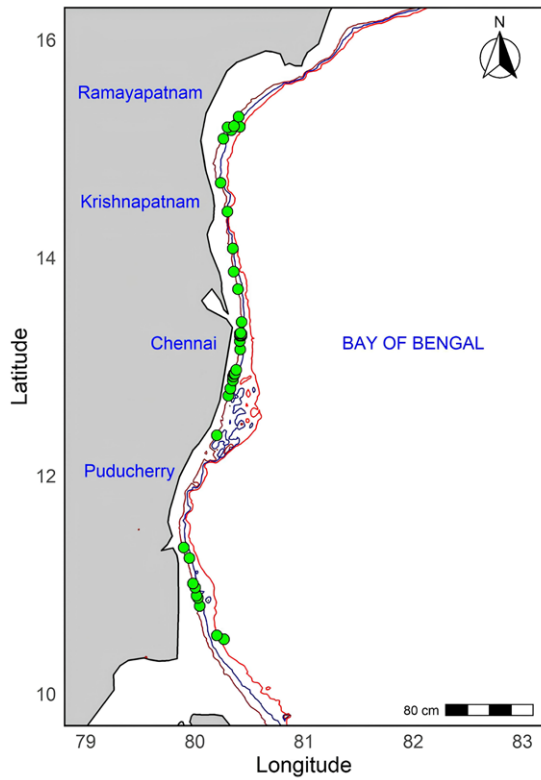 16
N
Ramayapatnam
Krishnapatnam
14
Chennai
BAY OF BENGAL
Latitude
12
Puducherry
10
80 cm
79 80 81 82 83
Longitude